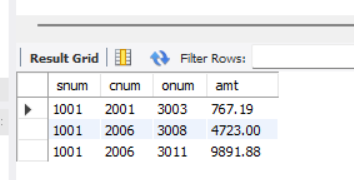 Result Grid Filter Rows:
snum cnum onum amt
1001 2001 3003 767.19
1001 2006 3008 4723.00
1001 2006 3011 9891.88